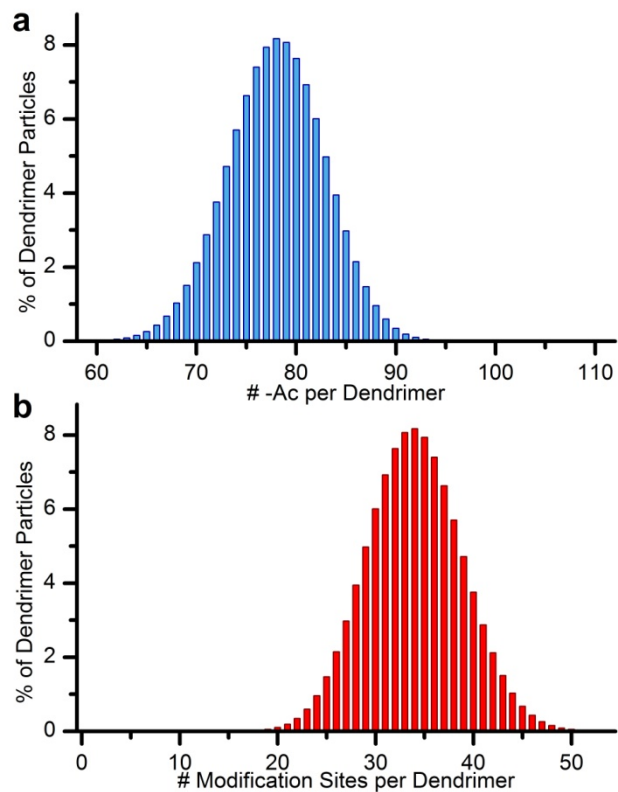 a
% of Dendrimer Particles
8
6
4
2
0
60 70 80 90 100 110
# -Ac per Dendrimer
b
% of Dendrimer Particles
8
6
4
2
0
0 10 20 30 40 50
# Modification Sites per Dendrimer